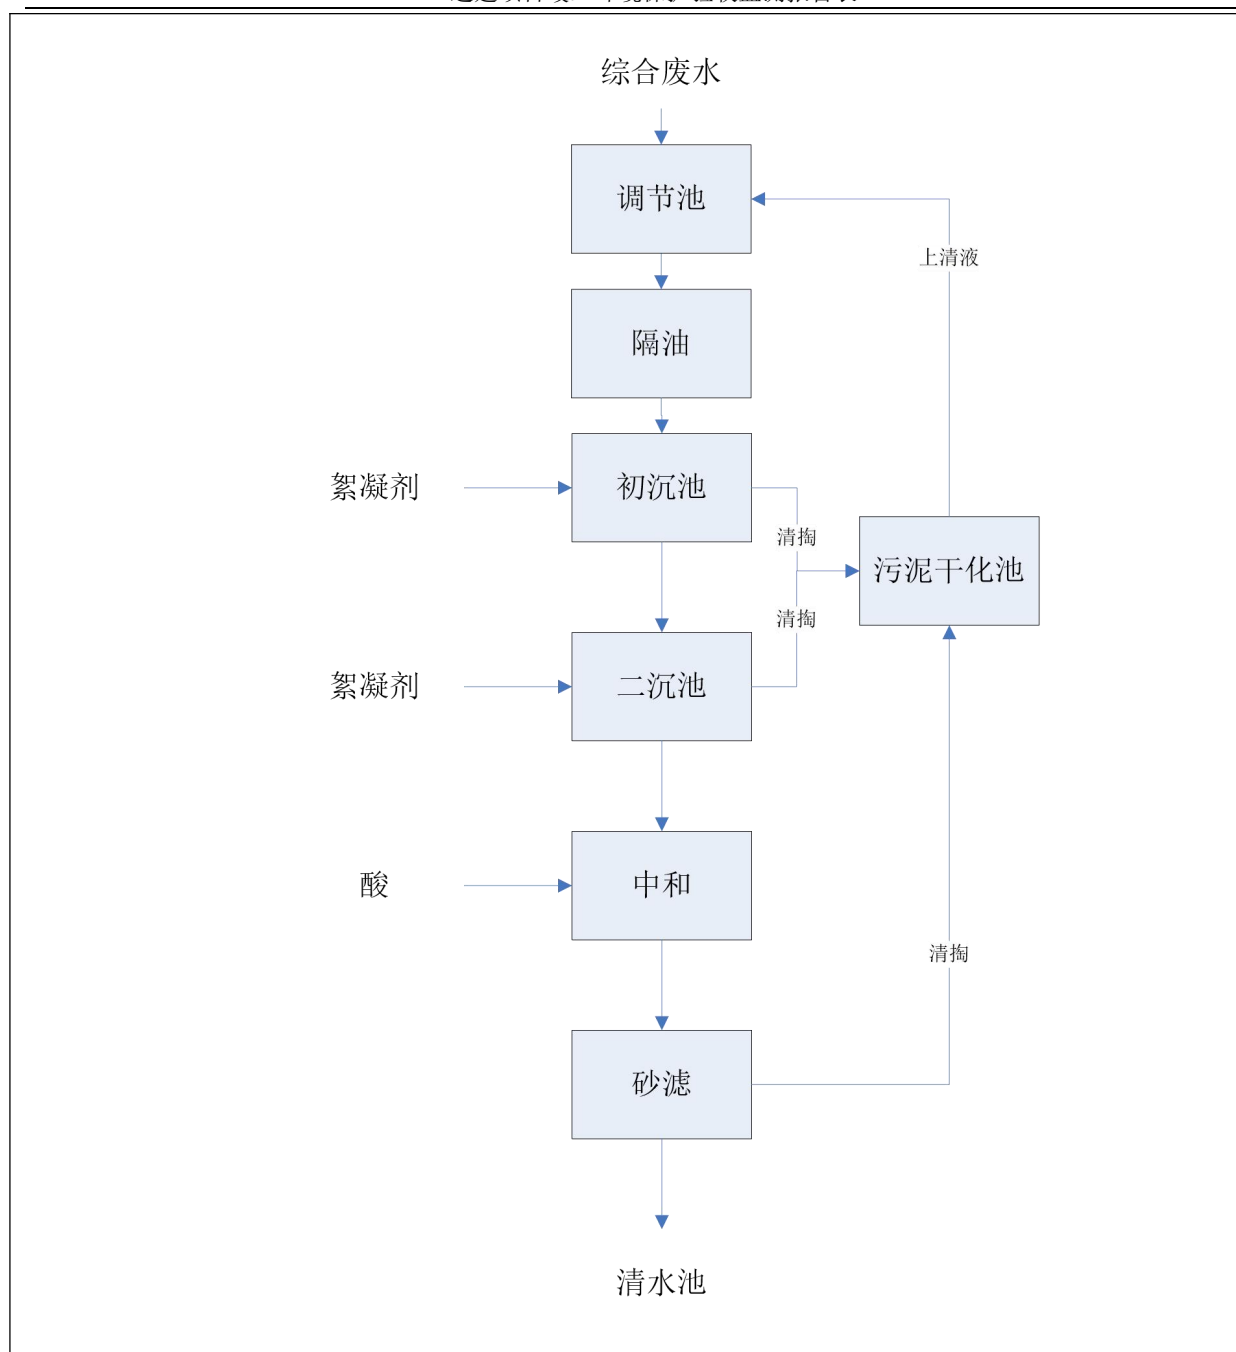 综合废水
调节池
上清液
隔油
絮凝剂
初沉池
清掏
污泥干化池
清掏
絮凝剂
二沉池
酸
中和
清掏
砂滤
清水池